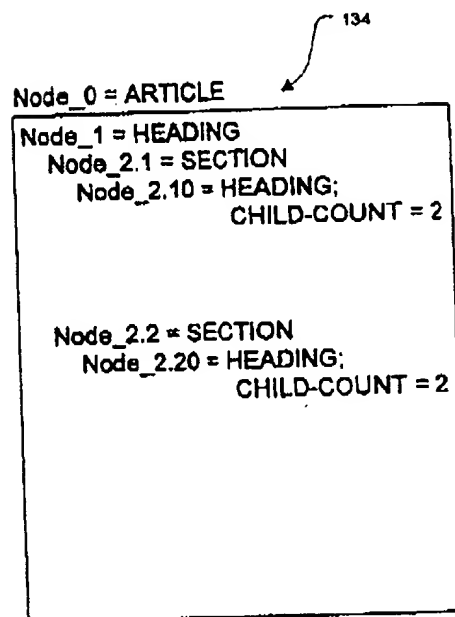 134
Node_0 = ARTICLE
Node_1 = HEADING
Node_2.1 = SECTION
Node_2.10 = HEADING;
CHILD-COUNT = 2
Node_2.2 = SECTION
Node_2.20 = HEADING;
CHILD-COUNT = 2